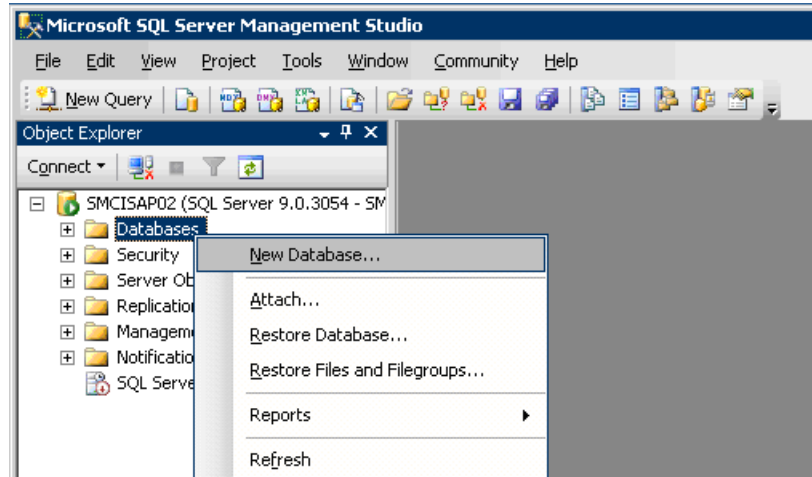 Microsoft SQL Server Management Studio
File Edit View Project Tools Window Community Help
New Query
Object Explorer
Connect
SMCISAP02 (SQL Server 9.0.3054 - SM
Databases
Security
Server Ob
Replication
Manageme
Notificatio
SQL Serve
New Database...
Attach...
Restore Database...
Restore Files and Filegroups...
Reports
Refresh